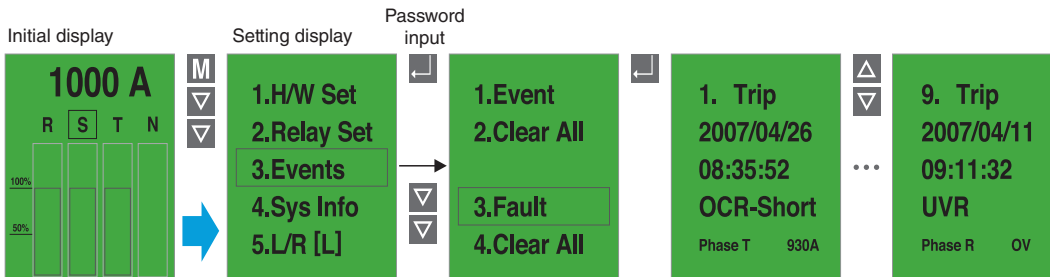 Initial display
1000 A
R S T N
100%
50%
M
Setting display
1.H/W Set
2.Relay Set
3.Events
4.Sys Info
5.L/R [L]
Password
input
1.Event
2.Clear All
3.Fault
4.Clear All
1. Trip
2007/04/26
08:35:52
OCR-Short
Phase T 930A
...
9. Trip
2007/04/11
09:11:32
UVR
Phase R OV